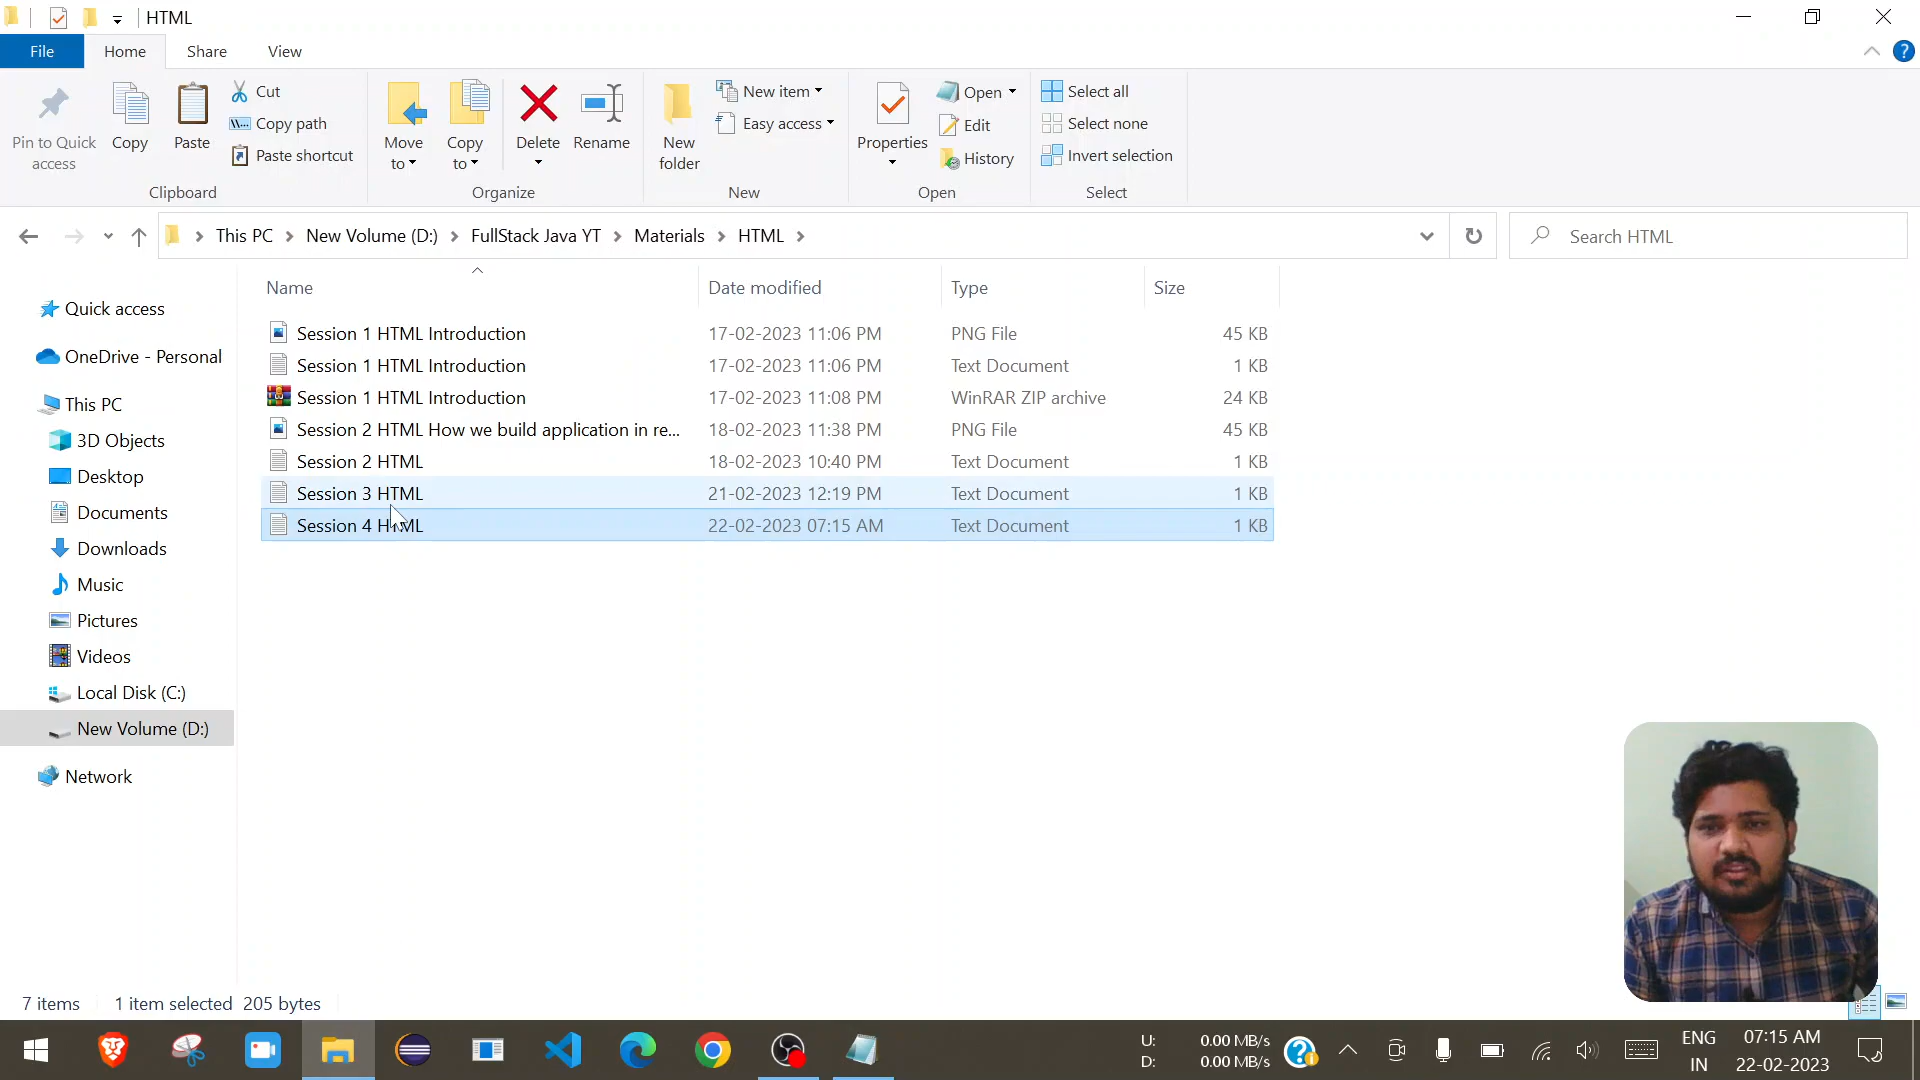 HTML
File Home Share View
Pin to Quick access
Copy
Paste
Cut
Copy path
Paste shortcut
Clipboard
Move to
Copy to
Delete
Rename
Organize
New folder
New item
Easy access
New
Properties
Open
Edit
History
Open
Select all
Select none
Invert selection
Select
This PC New Volume (D:) FullStack Java YT Materials HTML
Search HTML
Name Date modified Type Size
Session 1 HTML Introduction 17-02-2023 11:06 PM PNG File 45 KB
Session 1 HTML Introduction 17-02-2023 11:06 PM Text Document 1 KB
Session 1 HTML Introduction 17-02-2023 11:08 PM WinRAR ZIP archive 24 KB
Session 2 HTML How we build application in re... 18-02-2023 11:38 PM PNG File 45 KB
Session 2 HTML 18-02-2023 10:40 PM Text Document 1 KB
Session 3 HTML 21-02-2023 12:19 PM Text Document 1 KB
Session 4 HTML 22-02-2023 07:15 AM Text Document 1 KB
Quick access
OneDrive - Personal
This PC
3D Objects
Desktop
Documents
Downloads
Music
Pictures
Videos
Local Disk (C:)
New Volume (D:)
Network
7 items 1 item selected 205 bytes
U: 0.00 MB/s
D: 0.00 MB/s
ENG
IN
07:15 AM
22-02-2023